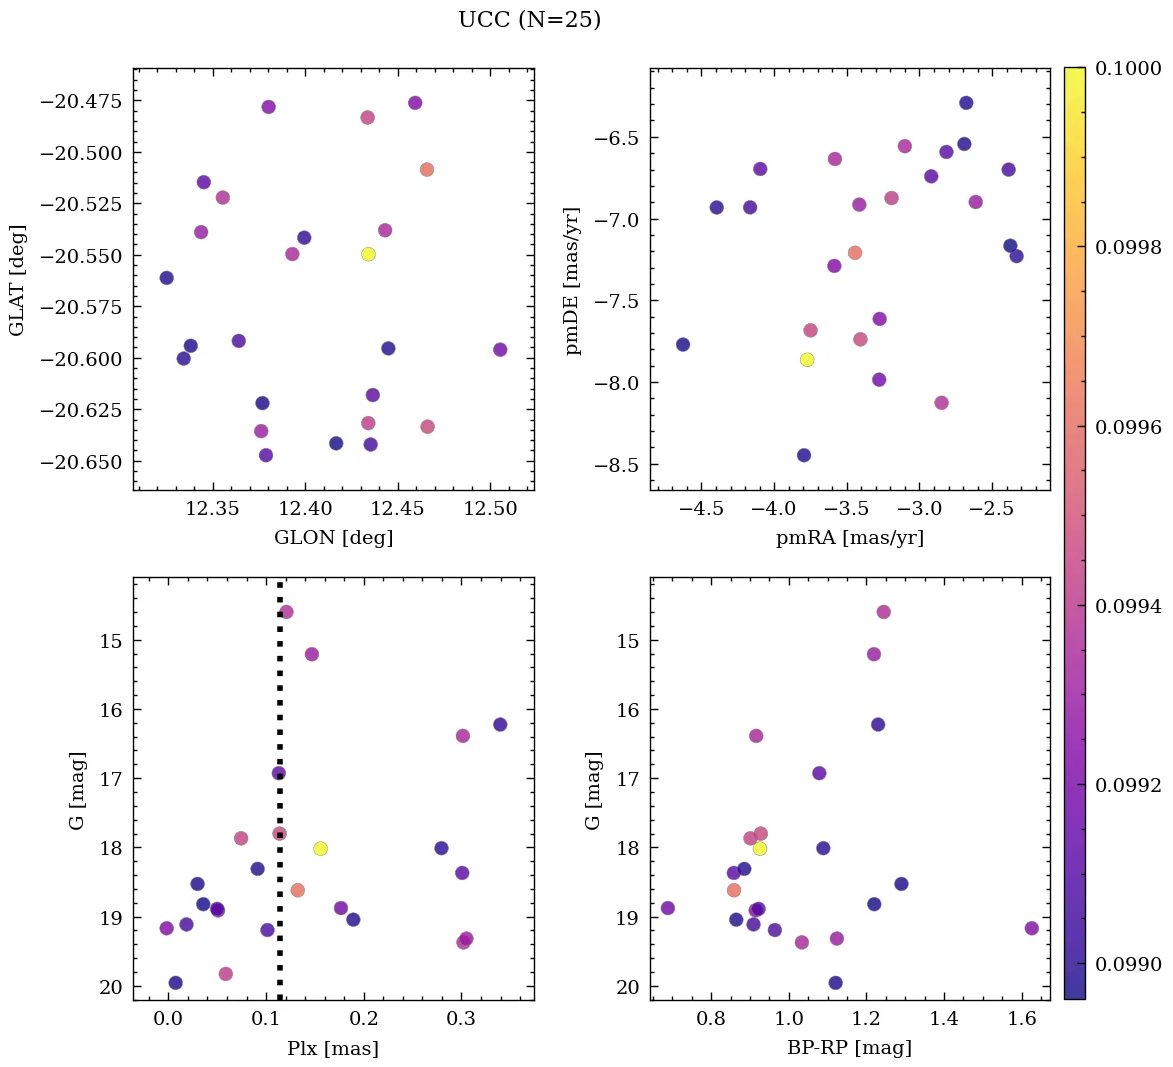 UCC (N=25)
−20.475
−20.500
−20.525
−20.550
−20.575
−20.600
−20.625
−20.650
GLAT [deg]
12.35 12.40 12.45 12.50
GLON [deg]
−6.5
−7.0
−7.5
−8.0
−8.5
pmDE [mas/yr]
−4.5 −4.0 −3.5 −3.0 −2.5
pmRA [mas/yr]
15
16
17
18
19
20
G [mag]
0.0 0.1 0.2 0.3
Plx [mas]
15
16
17
18
19
20
G [mag]
0.8 1.0 1.2 1.4 1.6
BP-RP [mag]
0.1000
0.0998
0.0996
0.0994
0.0992
0.0990